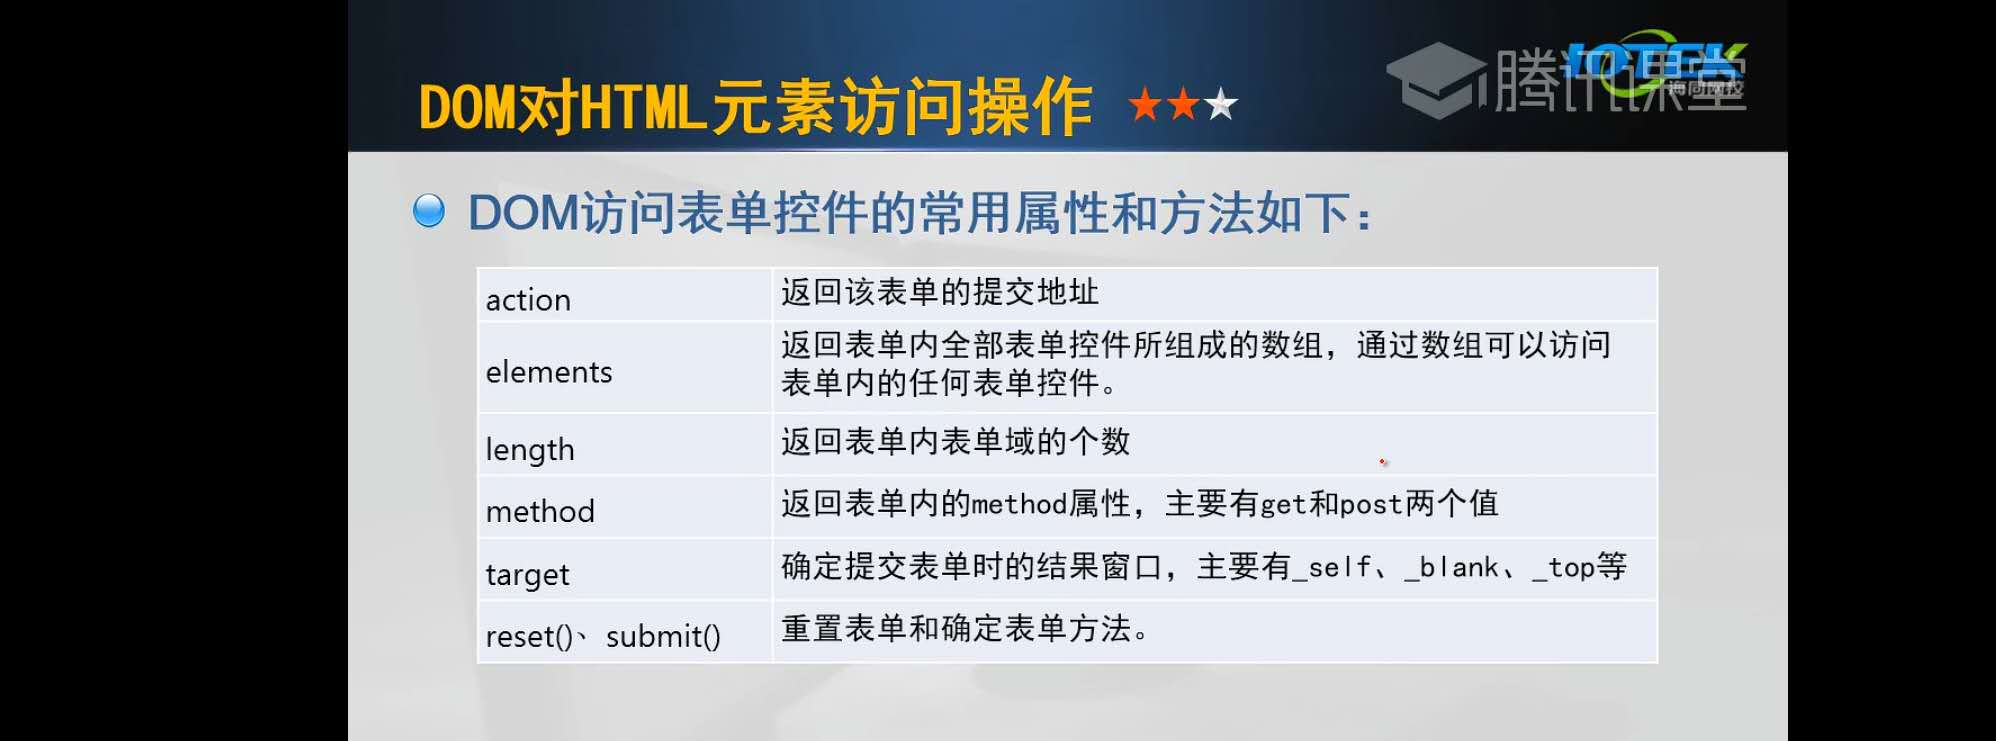 DOM对HTML元素访问操作
腾讯课堂
DOM访问表单控件的常用属性和方法如下：
action 返回该表单的提交地址
elements 返回表单内全部表单控件所组成的数组，通过数组可以访问
表单内的任何表单控件。
length 返回表单内表单域的个数
method 返回表单内的method属性，主要有get和post两个值
target 确定提交表单时的结果窗口，主要有_self、_blank、_top等
reset()、submit() 重置表单和确定表单方法。